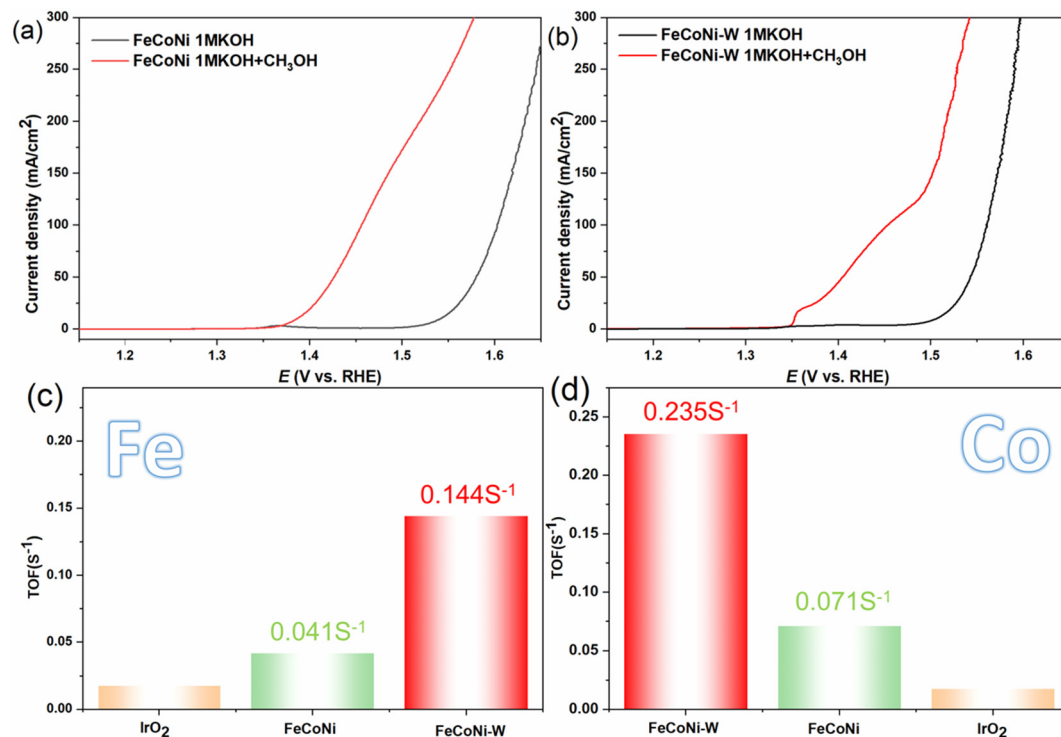 (a)
FeCoNi 1MKOH
FeCoNi 1MKOH+CH₃OH
Current density (mA/cm²)
300
250
200
150
100
50
0
1.2 1.3 1.4 1.5 1.6
E (V vs. RHE)
(b)
FeCoNi-W 1MKOH
FeCoNi-W 1MKOH+CH₃OH
Current density (mA/cm²)
300
250
200
150
100
50
0
1.2 1.3 1.4 1.5 1.6
E (V vs. RHE)
(c)
Fe
TOF(s⁻¹)
0.20
0.15
0.10
0.05
0.00
0.041S⁻¹
0.144S⁻¹
IrO₂ FeCoNi FeCoNi-W
(d)
Co
TOF(s⁻¹)
0.25
0.20
0.15
0.10
0.05
0.00
0.235S⁻¹
0.071S⁻¹
FeCoNi-W FeCoNi IrO₂